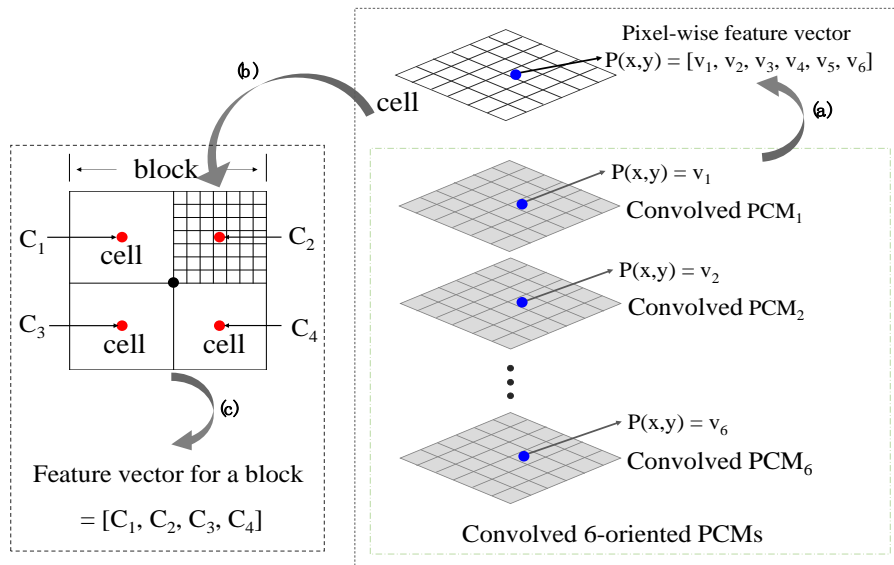 Pixel-wise feature vector
P(x,y) = [v₁, v₂, v₃, v₄, v₅, v₆]
cell
(a)
(b)
P(x,y) = v₁
Convolved PCM₁
P(x,y) = v₂
Convolved PCM₂
P(x,y) = v₆
Convolved PCM₆
Convolved 6-oriented PCMs
block
C₁
cell
C₂
C₃
cell
cell
C₄
(c)
Feature vector for a block
= [C₁, C₂, C₃, C₄]